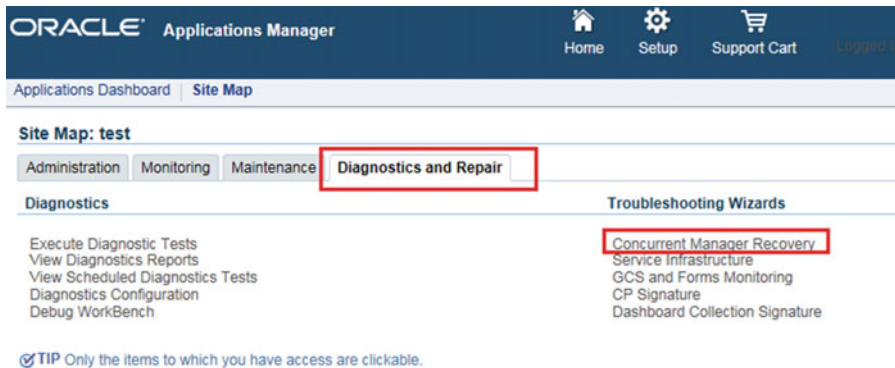 ORACLE Applications Manager
Home Setup Support Cart Logged I
Applications Dashboard | Site Map
Site Map: test
Administration Monitoring Maintenance Diagnostics and Repair
Diagnostics
Execute Diagnostic Tests
View Diagnostics Reports
View Scheduled Diagnostics Tests
Diagnostics Configuration
Debug WorkBench
Troubleshooting Wizards
Concurrent Manager Recovery
Service Infrastructure
GCS and Forms Monitoring
CP Signature
Dashboard Collection Signature
TIP Only the items to which you have access are clickable.